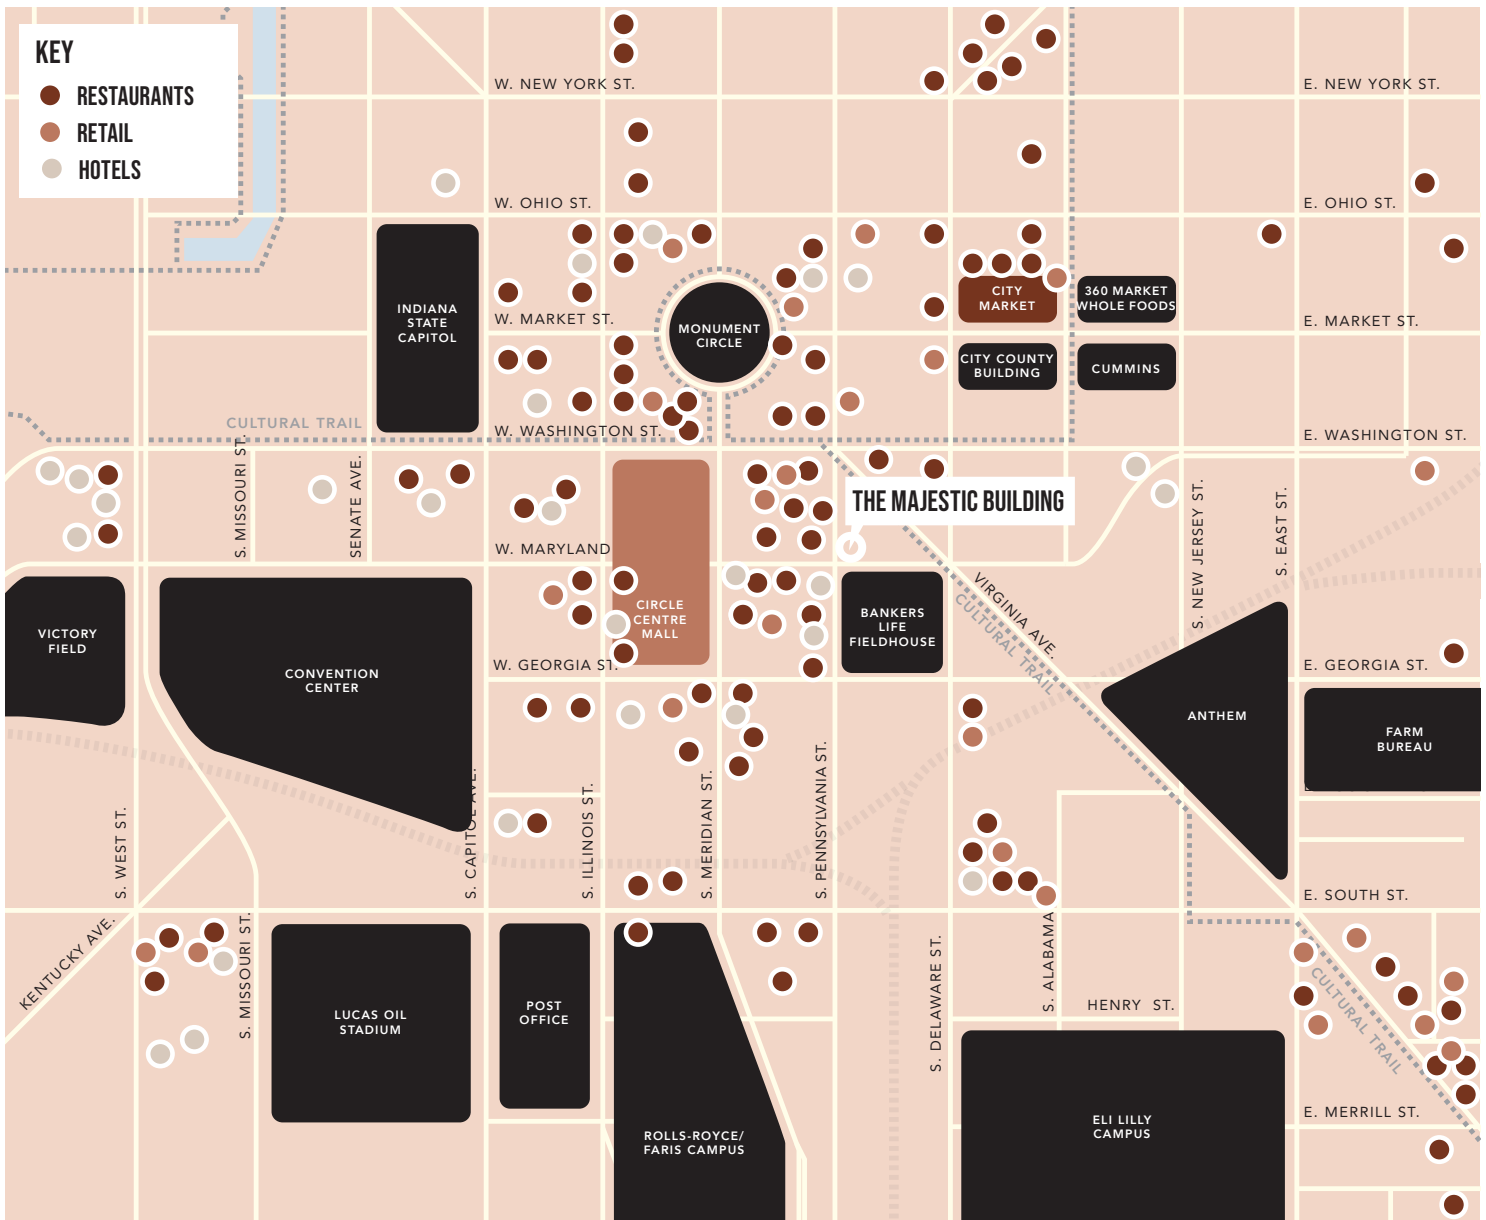 KEY
RESTAURANTS
RETAIL
HOTELS
W. NEW YORK ST.
E. NEW YORK ST.
W. OHIO ST.
E. OHIO ST.
INDIANA
STATE
CAPITOL
MONUMENT
CIRCLE
CITY
MARKET
360 MARKET
WHOLE FOODS
W. MARKET ST.
E. MARKET ST.
CITY COUNTY
BUILDING
CUMMINS
CULTURAL TRAIL
W. WASHINGTON ST.
E. WASHINGTON ST.
S. MISSOURI ST.
SENATE AVE.
THE MAJESTIC BUILDING
S. NEW JERSEY ST.
S. EAST ST.
W. MARYLAND
VIRGINIA AVE.
CULTURAL TRAIL
VICTORY
FIELD
CONVENTION
CENTER
CIRCLE
CENTRE
MALL
BANKERS
LIFE
FIELDHOUSE
W. GEORGIA ST.
E. GEORGIA ST.
ANTHEM
FARM
BUREAU
S. WEST ST.
S. CAPITOL AVE.
S. ILLINOIS ST.
S. MERIDIAN ST.
S. PENNSYLVANIA ST.
E. SOUTH ST.
KENTUCKY AVE.
S. MISSOURI ST.
LUCAS OIL
STADIUM
POST
OFFICE
S. DELAWARE ST.
S. ALABAMA
HENRY ST.
CULTURAL TRAIL
ROLLS-ROYCE/
FARIS CAMPUS
ELI LILLY
CAMPUS
E. MERRILL ST.